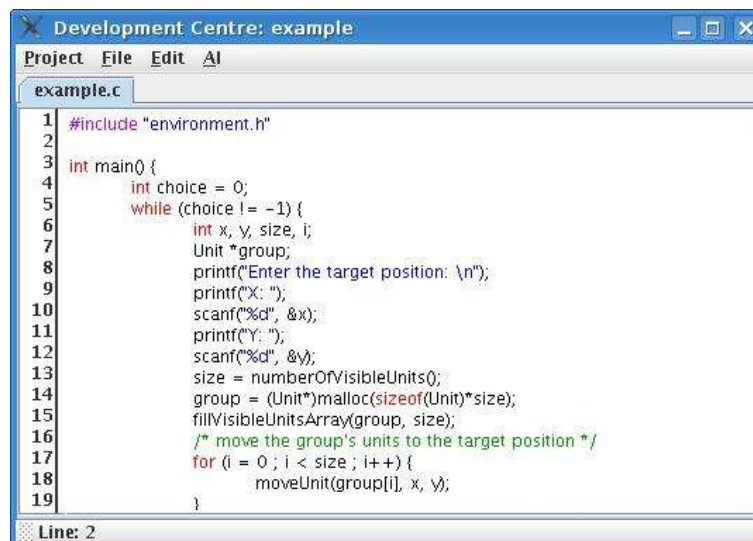 Development Centre: example
Project File Edit AI
example.c
1 #include "environment.h"
2
3 int main() {
4 int choice = 0;
5 while (choice != -1) {
6 int x, y, size, i;
7 Unit *group;
8 printf("Enter the target position: \n");
9 printf("X: ");
10 scanf("%d", &x);
11 printf("Y: ");
12 scanf("%d", &y);
13 size = numberOfVisibleUnits();
14 group = (Unit*)malloc(sizeof(Unit)*size);
15 fillVisibleUnitsArray(group, size);
16 /* move the group's units to the target position */
17 for (i = 0 ; i < size ; i++) {
18 moveUnit(group[i], x, y);
19 }
Line: 2